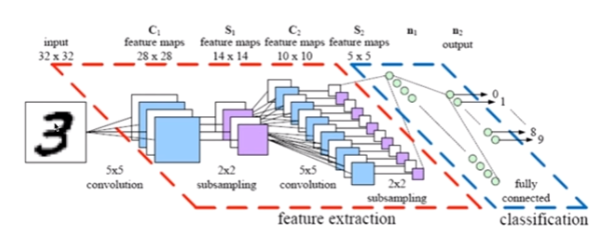 C1 S1 C2 S2 n1 n2
input feature maps feature maps feature maps feature maps output
32 x 32 28 x 28 14 x 14 10 x 10 5 x 5
3
0
1
8
9
5x5 2x2 5x5 2x2 fully
convolution subsampling convolution subsampling connected
feature extraction classification